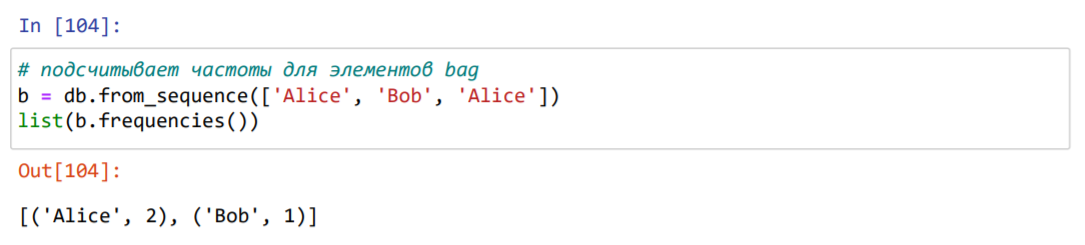 In [104]:
# подсчитывает частоты для элементов bag
b = db.from_sequence(['Alice', 'Bob', 'Alice'])
list(b.frequencies())
Out[104]:
[('Alice', 2), ('Bob', 1)]